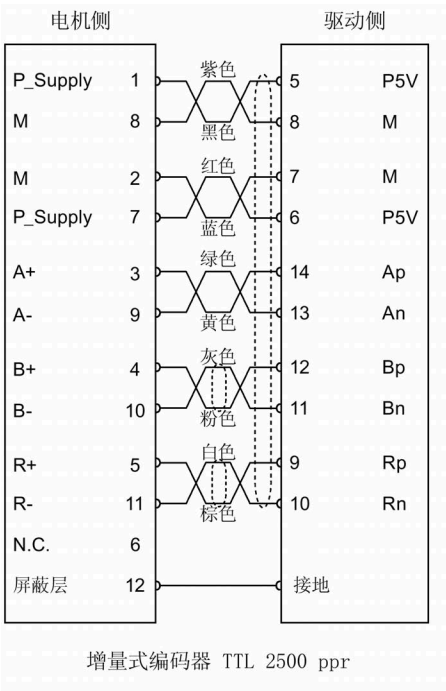 电机侧 驱动侧
紫色
P_Supply 1 5 P5V
M 8 8 M
黑色
红色
M 2 7 M
P_Supply 7 6 P5V
蓝色
绿色
A+ 3 14 Ap
A- 9 13 An
黄色
灰色
B+ 4 12 Bp
B- 10 11 Bn
粉色
白色
R+ 5 9 Rp
R- 11 10 Rn
棕色
N.C. 6
屏蔽层 12 接地
增量式编码器 TTL 2500 ppr